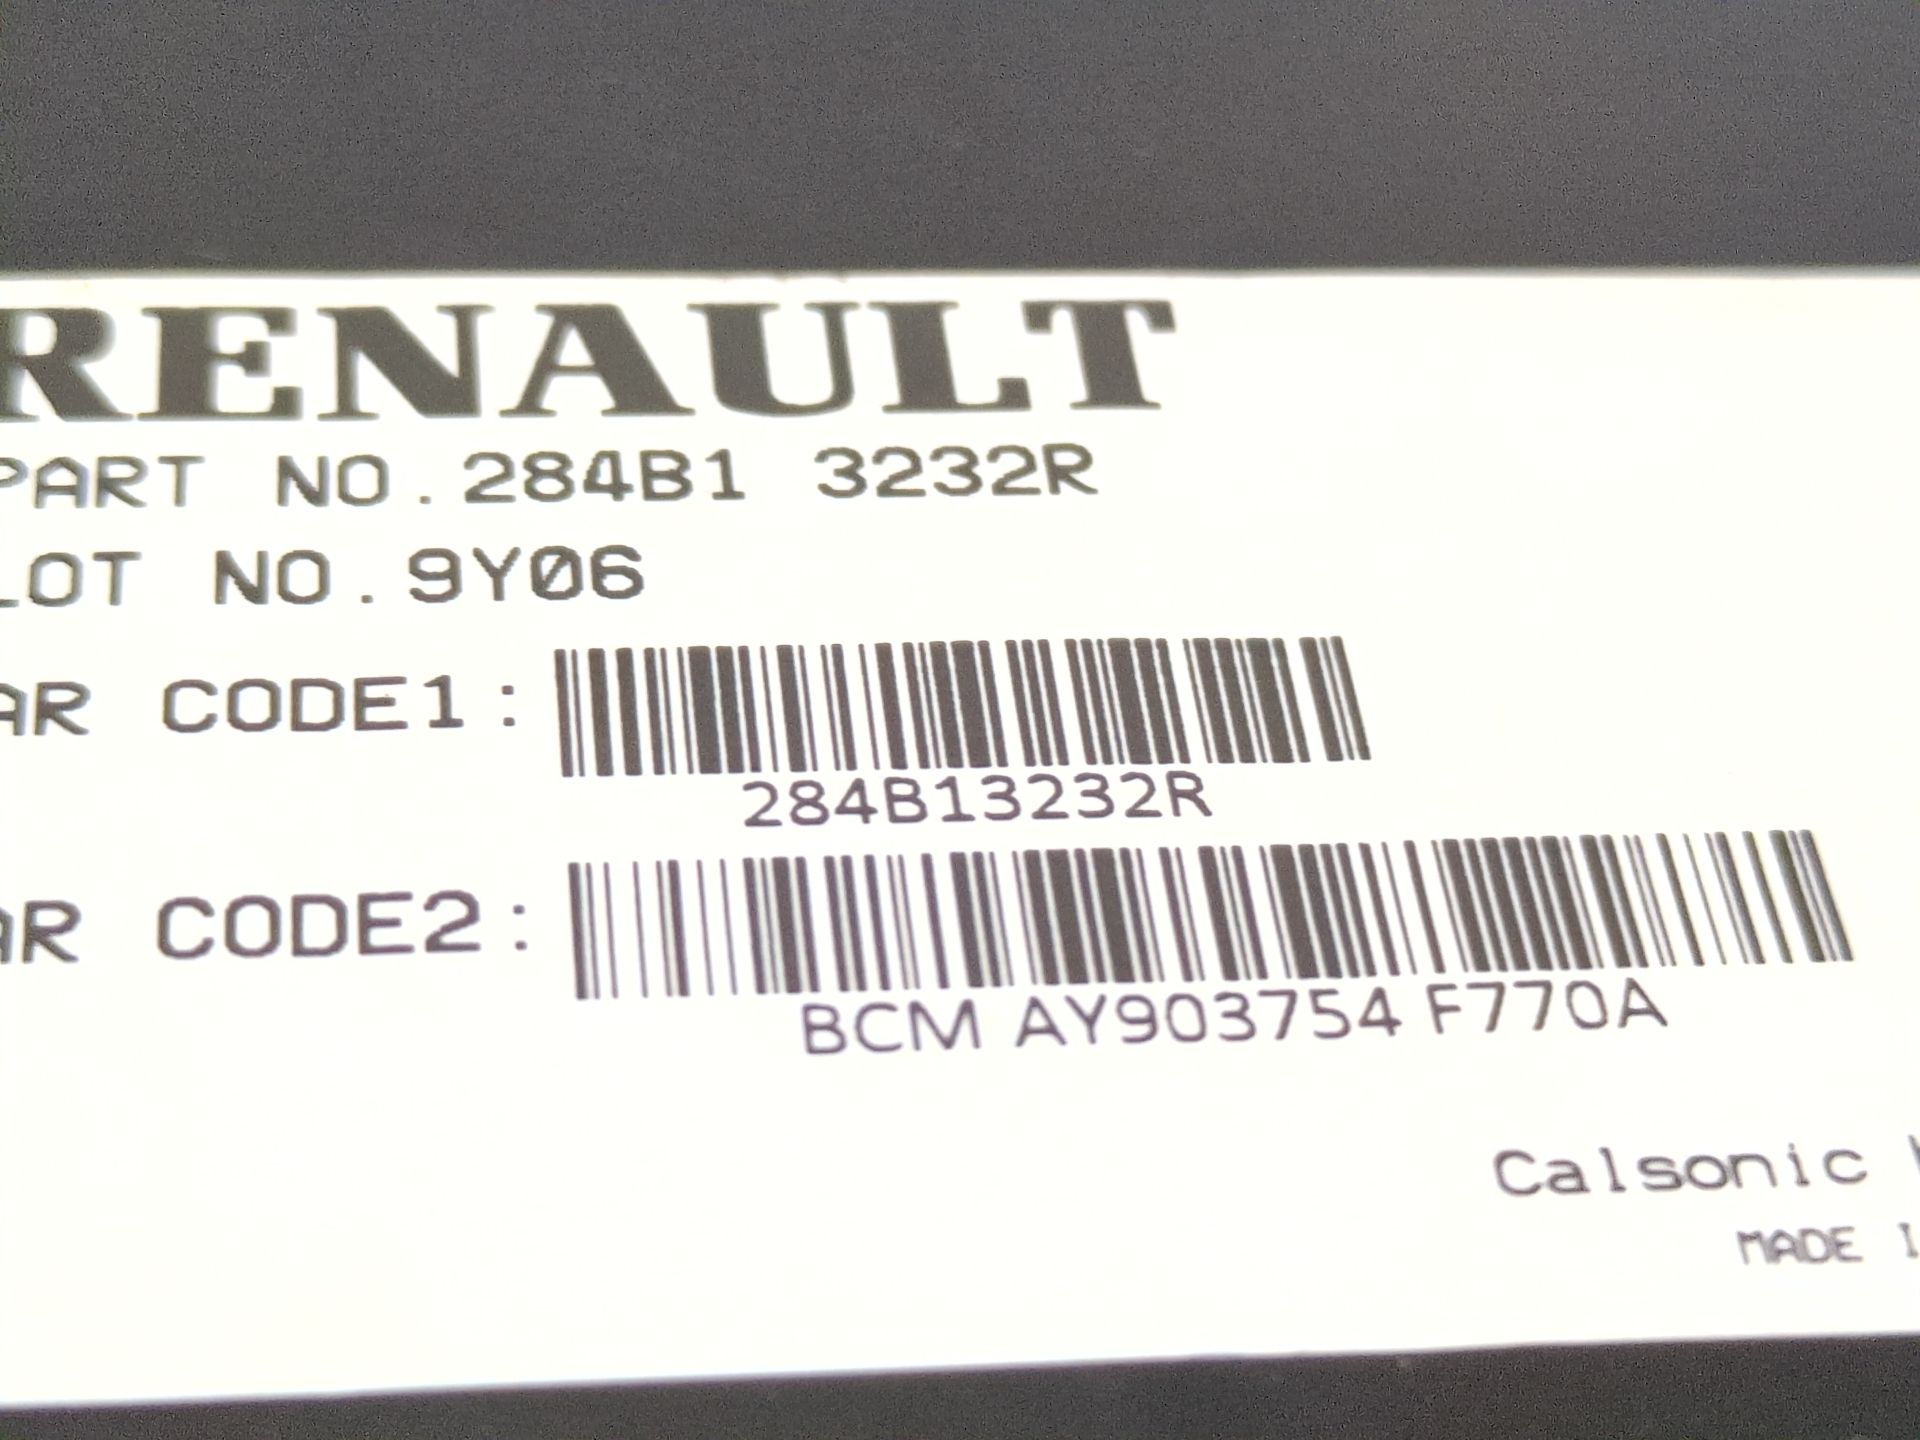 RENAULT
PART NO.284B1 3232R
LOT NO.9Y06
AR CODE1:
284B13232R
AR CODE2:
BCM AY903754 F770A
Calsonic
MADE I